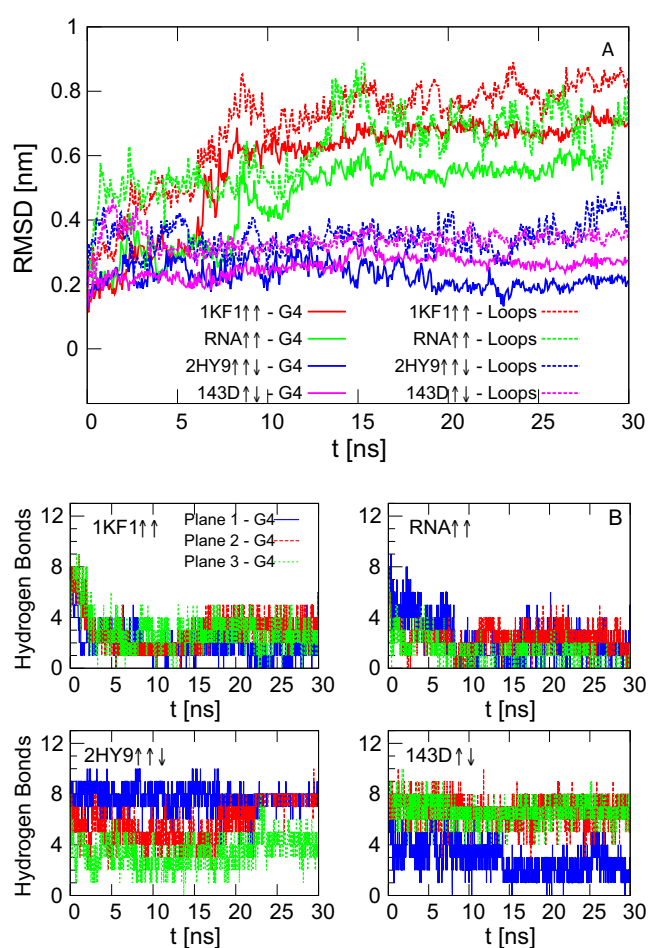 A
RMSD [nm]
1
0.8
0.6
0.4
0.2
0
1KF1↑↑ - G4 1KF1↑↑ - Loops
RNA↑↑ - G4 RNA↑↑ - Loops
2HY9↑↑↓ - G4 2HY9↑↑↓ - Loops
143D↑↓ - G4 143D↑↓ - Loops
0 5 10 15 20 25 30
t [ns]
B
Hydrogen Bonds
12
8
4
0
1KF1↑↑
Plane 1 - G4
Plane 2 - G4
Plane 3 - G4
0 5 10 15 20 25 30
t [ns]
12
8
4
0
RNA↑↑
0 5 10 15 20 25 30
t [ns]
Hydrogen Bonds
12
8
4
0
2HY9↑↑↓
0 5 10 15 20 25 30
t [ns]
12
8
4
0
143D↑↓
0 5 10 15 20 25 30
t [ns]